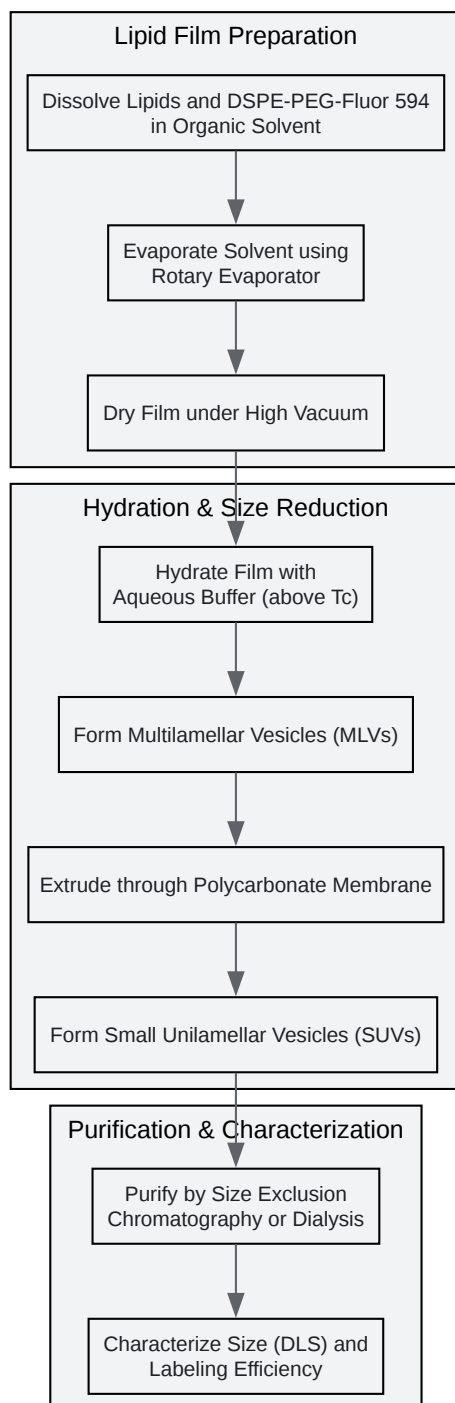 Lipid Film Preparation
Dissolve Lipids and DSPE-PEG-Fluor 594
in Organic Solvent
Evaporate Solvent using
Rotary Evaporator
Dry Film under High Vacuum
Hydration & Size Reduction
Hydrate Film with
Aqueous Buffer (above Tc)
Form Multilamellar Vesicles (MLVs)
Extrude through Polycarbonate Membrane
Form Small Unilamellar Vesicles (SUVs)
Purification & Characterization
Purify by Size Exclusion
Chromatography or Dialysis
Characterize Size (DLS) and
Labeling Efficiency